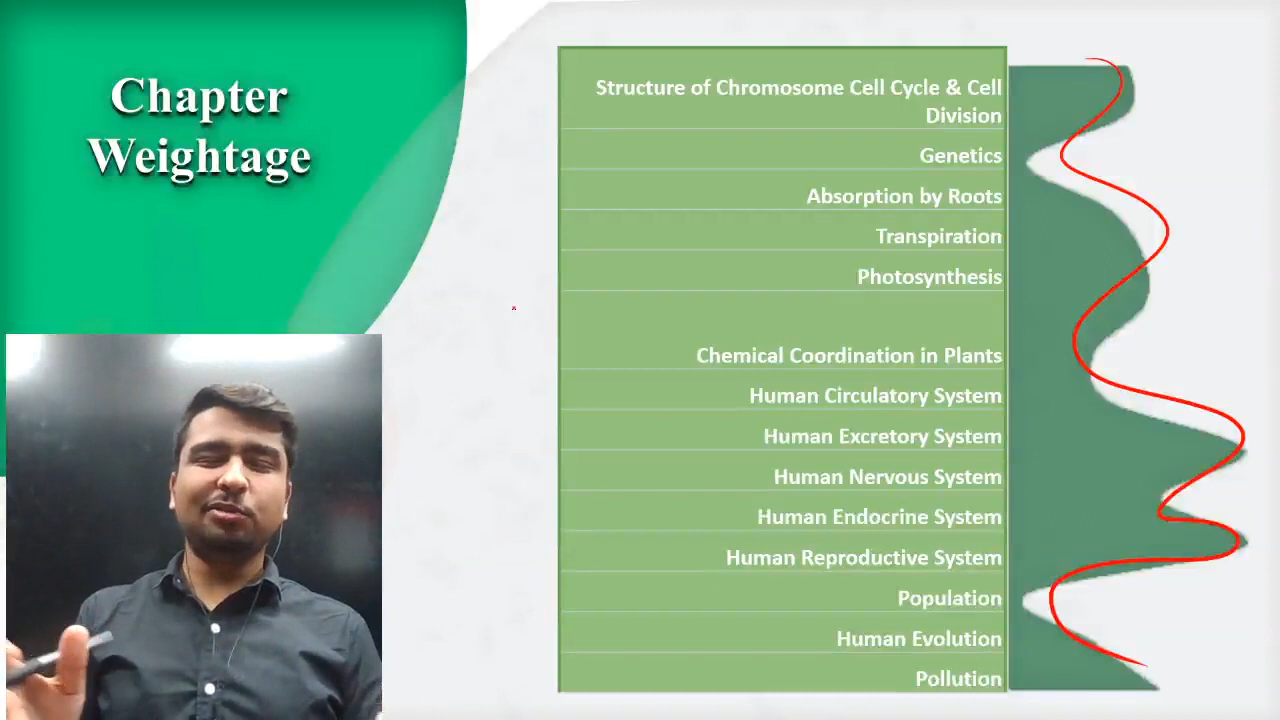 Chapter
Weightage
Structure of Chromosome Cell Cycle & Cell
Division
Genetics
Absorption by Roots
Transpiration
Photosynthesis
Chemical Coordination in Plants
Human Circulatory System
Human Excretory System
Human Nervous System
Human Endocrine System
Human Reproductive System
Population
Human Evolution
Pollution